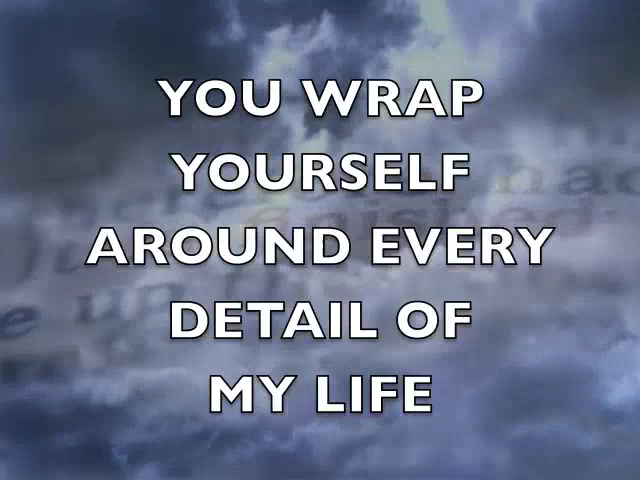 YOU WRAP
YOURSELF
AROUND EVERY
DETAIL OF
MY LIFE